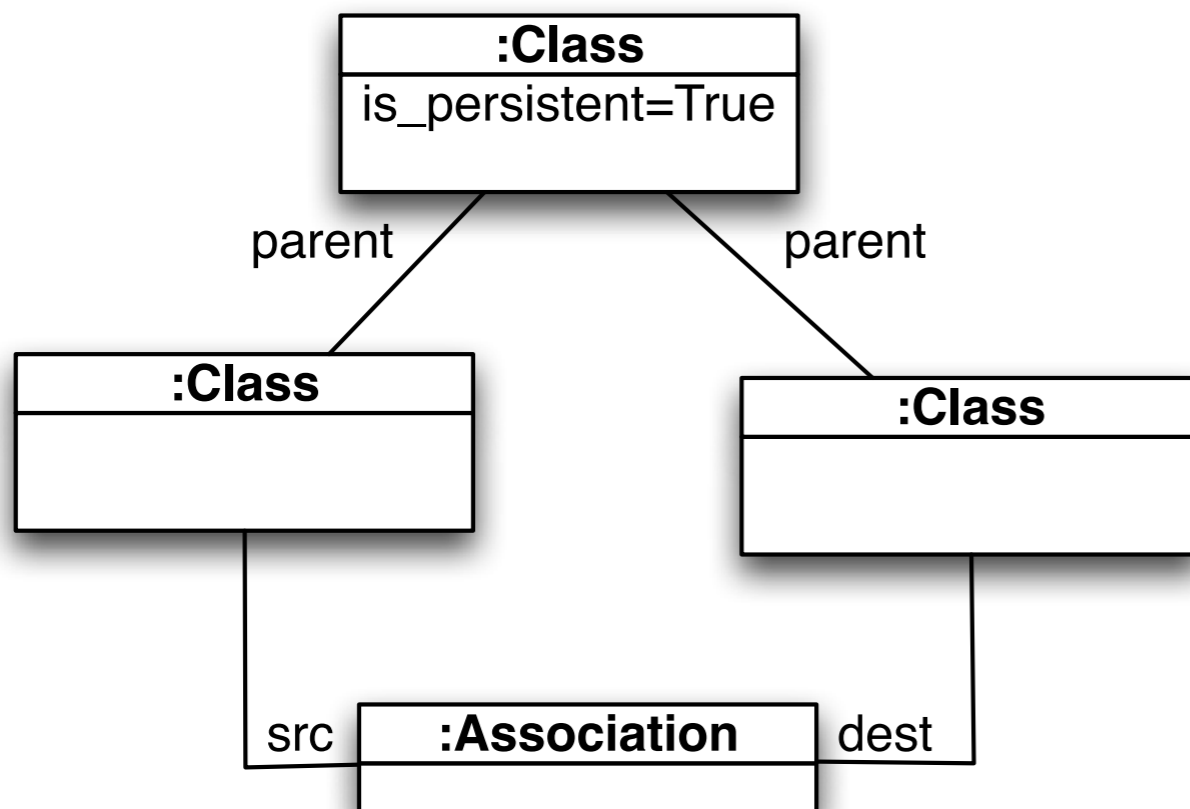 :Class
is_persistent=True
parent
parent
:Class
:Class
src
:Association
dest